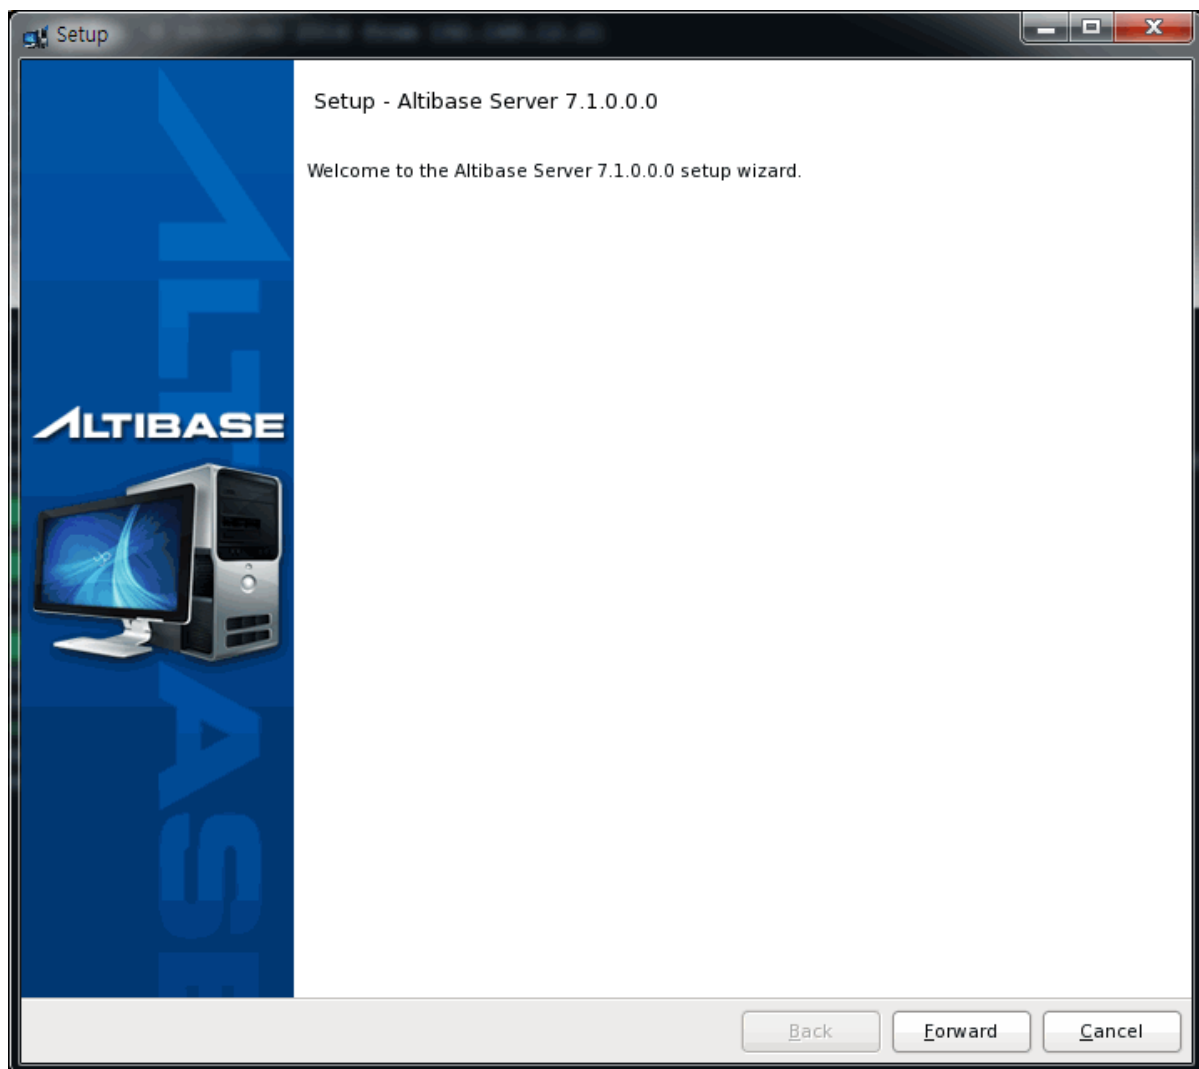 Setup
Setup - Altibase Server 7.1.0.0.0
Welcome to the Altibase Server 7.1.0.0.0 setup wizard.
ALTIBASE
ALTIBASE
Back
Forward
Cancel